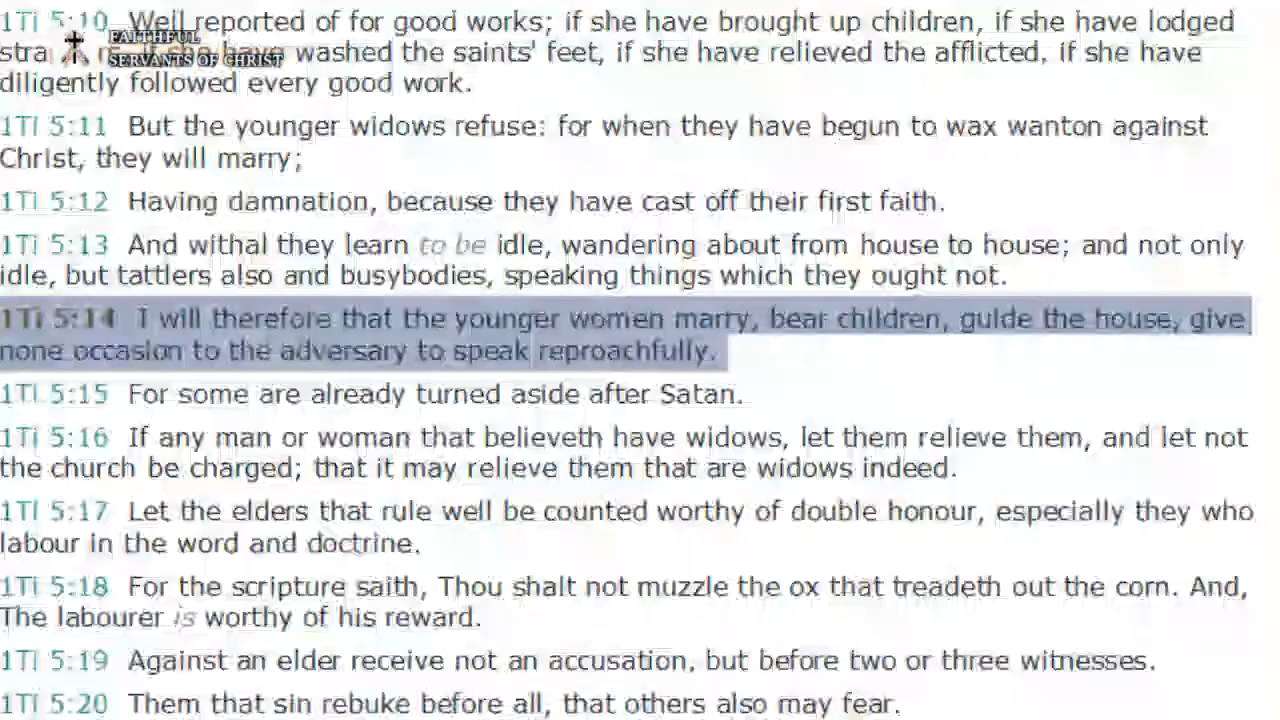 1Ti 5:10 Well reported of for good works; if she have brought up children, if she have lodged
FAITHFUL
SERVANTS OF CHRIST
if she have washed the saints' feet, if she have relieved the afflicted, if she have
diligently followed every good work.
1Ti 5:11 But the younger widows refuse: for when they have begun to wax wanton against
Christ, they will marry;
1Ti 5:12 Having damnation, because they have cast off their first faith.
1Ti 5:13 And withal they learn to be idle, wandering about from house to house; and not only
idle, but tattlers also and busybodies, speaking things which they ought not.
1Ti 5:14 I will therefore that the younger women marry, bear children, guide the house, give
none occasion to the adversary to speak reproachfully.
1Ti 5:15 For some are already turned aside after Satan.
1Ti 5:16 If any man or woman that believeth have widows, let them relieve them, and let not
the church be charged; that it may relieve them that are widows indeed.
1Ti 5:17 Let the elders that rule well be counted worthy of double honour, especially they who
labour in the word and doctrine.
1Ti 5:18 For the scripture saith, Thou shalt not muzzle the ox that treadeth out the corn. And,
The labourer is worthy of his reward.
1Ti 5:19 Against an elder receive not an accusation, but before two or three witnesses.
1Ti 5:20 Them that sin rebuke before all, that others also may fear.